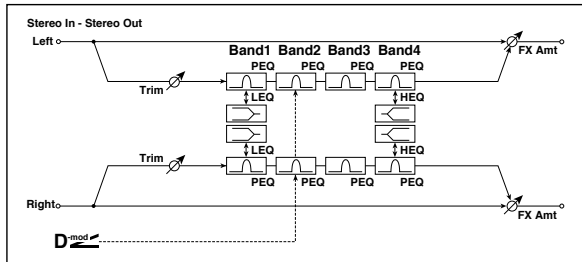 Stereo In - Stereo Out
Left
Band1 Band2 Band3 Band4
FX Amt
PEQ PEQ PEQ PEQ
Trim
LEQ HEQ
LEQ HEQ
Trim
PEQ PEQ PEQ PEQ
Right
FX Amt
D-mod